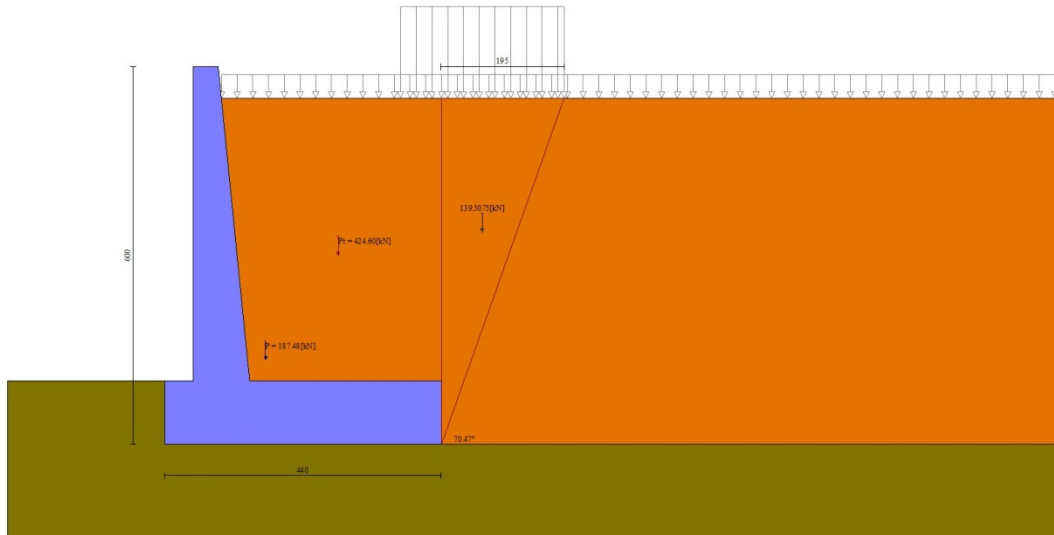 195
139.5075[kN]
Pt = 424.60[kN]
600
P = 187.48[kN]
70.47°
440